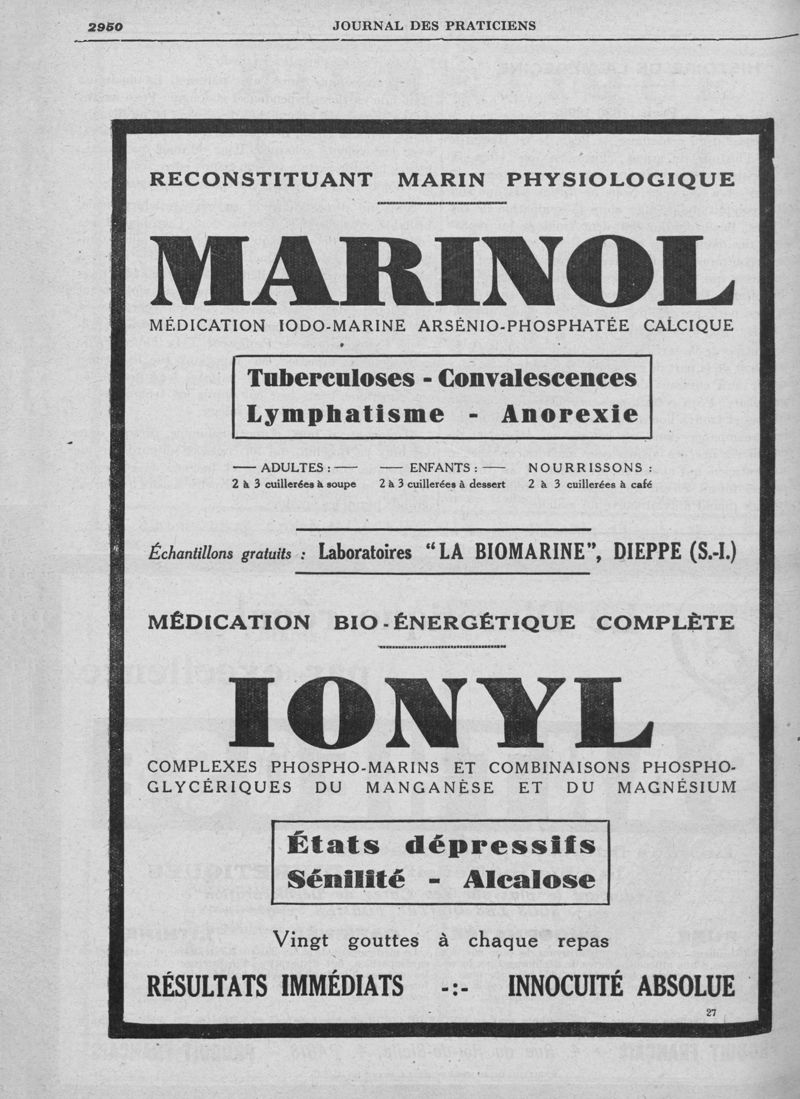 2950
JOURNAL DES PRATICIENS
RECONSTITUANT MARIN PHYSIOLOGIQUE
MARINOL
MÉDICATION IODO-MARINE ARSÉNIO-PHOSPHATÉE CALCIQUE
Tuberculoses - Convalescences
Lymphatisme - Anorexie
— ADULTES : — — ENFANTS : — NOURRISSONS :
2 à 3 cuillerées à soupe 2 à 3 cuillerées à dessert 2 à 3 cuillerées à café
Échantillons gratuits : Laboratoires "LA BIOMARINE", DIEPPE (S.-I.)
MÉDICATION BIO-ÉNERGÉTIQUE COMPLÈTE
IONYL
COMPLEXES PHOSPHO-MARINS ET COMBINAISONS PHOSPHO-
GLYCÉRIQUES DU MANGANÈSE ET DU MAGNÉSIUM
États dépressifs
Sénilité - Alcalose
Vingt gouttes à chaque repas
RÉSULTATS IMMÉDIATS -:- INNOCUITÉ ABSOLUE
27